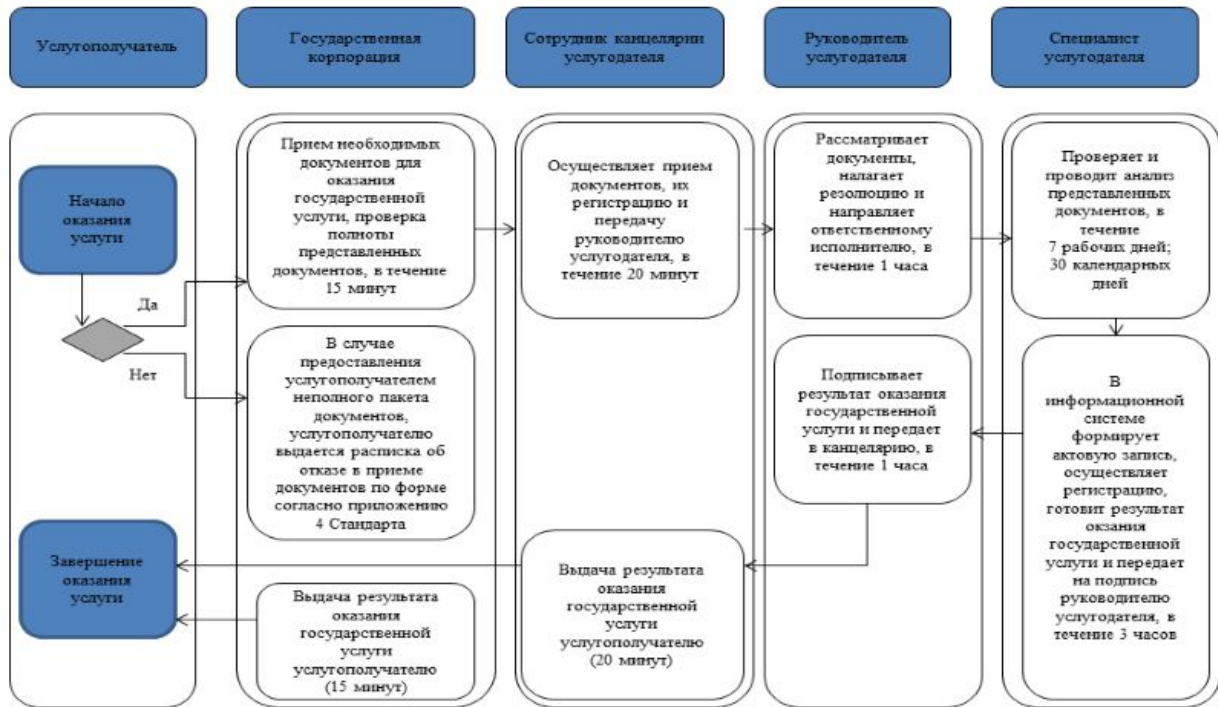 Услугополучатель
Государственная
корпорация
Сотрудник канцелярии
услугодателя
Руководитель
услугодателя
Специалист
услугодателя
Начало
оказания
услуги
Да
Нет
Завершение
оказания
услуги
Прием необходимых
документов для
оказания
государственной
услуги, проверка
полноты
представленных
документов, в течение
15 минут
В случае
предоставления
услугополучателем
неполного пакета
документов,
услугополучателю
выдается расписка об
отказе в приеме
документов по форме
согласно приложению
4 Стандарта
Выдача результата
оказания
государственной
услуги
услугополучателю
(15 минут)
Осуществляет прием
документов, их
регистрацию и
передачу
руководителю
услугодателя, в
течение 20 минут
Выдача результата
оказания
государственной
услуги
услугополучателю
(20 минут)
Рассматривает
документы,
налагает
резолюцию и
направляет
ответственному
исполнителю, в
течение 1 часа
Подписывает
результат оказания
государственной
услуги и передает
в канцелярию, в
течение 1 часа
Проверяет и
проводит анализ
представленных
документов, в
течение
7 рабочих дней;
30 календарных
дней
В
информационной
системе
формирует
актовую запись,
осуществляет
регистрацию,
готовит результат
окзания
государственной
услуги и передает
на подпись
руководителю
услугодателя, в
течение 3 часов